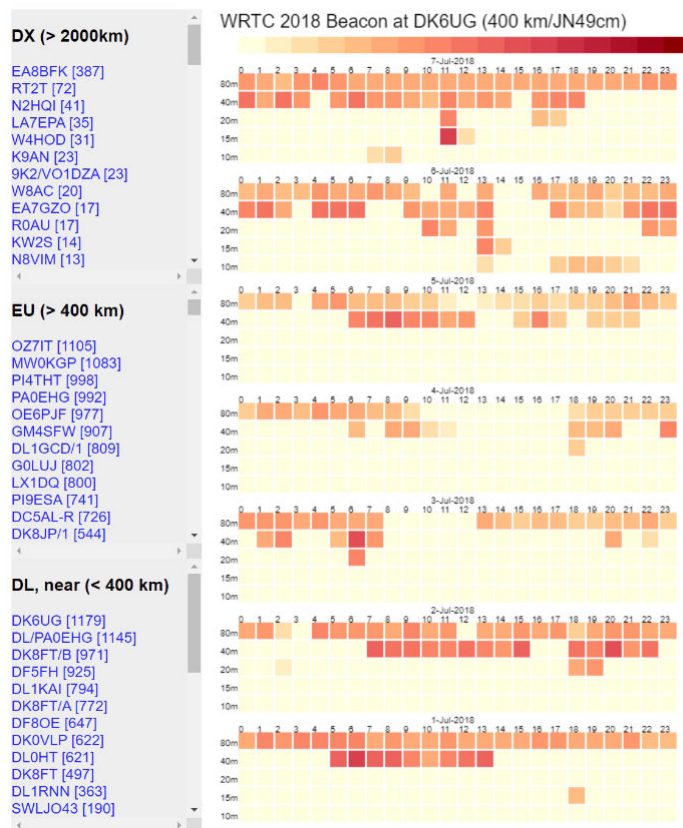 DX (> 2000km)
EA8BFK [387]
RT2T [72]
N2HQI [41]
LA7EPA [35]
W4HOD [31]
K9AN [23]
9K2/VO1DZA [23]
W8AC [20]
EA7GZO [17]
R0AU [17]
KW2S [14]
N8VIM [13]
EU (> 400 km)
OZ7IT [1105]
MW0KGP [1083]
PI4THT [998]
PA0EHG [992]
OE6PJF [977]
GM4SFW [907]
DL1GCD/1 [809]
G0LUJ [802]
LX1DQ [800]
PI9ESA [741]
DC5AL-R [726]
DK8JP/1 [544]
DL, near (< 400 km)
DK6UG [1179]
DL/PA0EHG [1145]
DK8FT/B [971]
DF5FH [925]
DL1KAI [794]
DK8FT/A [772]
DF8OE [647]
DK0VLP [622]
DL0HT [621]
DK8FT [497]
DL1RNN [363]
SWLJO43 [190]
WRTC 2018 Beacon at DK6UG (400 km/JN49cm)
7-Jul-2018
0 1 2 3 4 5 6 7 8 9 10 11 12 13 14 15 16 17 18 19 20 21 22 23
80m
40m
20m
15m
10m
6-Jul-2018
0 1 2 3 4 5 6 7 8 9 10 11 12 13 14 15 16 17 18 19 20 21 22 23
80m
40m
20m
15m
10m
5-Jul-2018
0 1 2 3 4 5 6 7 8 9 10 11 12 13 14 15 16 17 18 19 20 21 22 23
80m
40m
20m
15m
10m
4-Jul-2018
0 1 2 3 4 5 6 7 8 9 10 11 12 13 14 15 16 17 18 19 20 21 22 23
80m
40m
20m
15m
10m
3-Jul-2018
0 1 2 3 4 5 6 7 8 9 10 11 12 13 14 15 16 17 18 19 20 21 22 23
80m
40m
20m
15m
10m
2-Jul-2018
0 1 2 3 4 5 6 7 8 9 10 11 12 13 14 15 16 17 18 19 20 21 22 23
80m
40m
20m
15m
10m
1-Jul-2018
0 1 2 3 4 5 6 7 8 9 10 11 12 13 14 15 16 17 18 19 20 21 22 23
80m
40m
20m
15m
10m